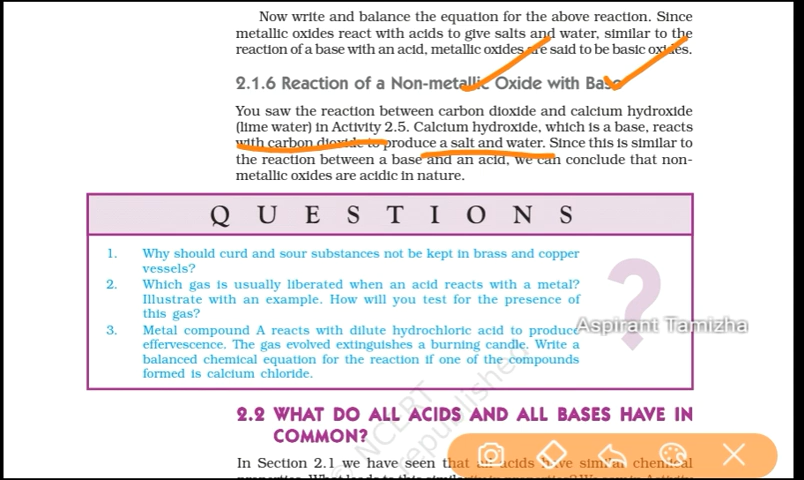 Now write and balance the equation for the above reaction. Since
metallic oxides react with acids to give salts and water, similar to the
reaction of a base with an acid, metallic oxides are said to be basic oxides.
2.1.6 Reaction of a Non-metallic Oxide with Base
You saw the reaction between carbon dioxide and calcium hydroxide
(lime water) in Activity 2.5. Calcium hydroxide, which is a base, reacts
with carbon dioxide to produce a salt and water. Since this is similar to
the reaction between a base and an acid, we can conclude that non-
metallic oxides are acidic in nature.
QUESTIONS
1. Why should curd and sour substances not be kept in brass and copper
vessels?
2. Which gas is usually liberated when an acid reacts with a metal?
Illustrate with an example. How will you test for the presence of
this gas?
3. Metal compound A reacts with dilute hydrochloric acid to produce
effervescence. The gas evolved extinguishes a burning candle. Write a
balanced chemical equation for the reaction if one of the compounds
formed is calcium chloride.
?
Aspirant Tamizha
NCERT
republished
2.2 WHAT DO ALL ACIDS AND ALL BASES HAVE IN
COMMON?
In Section 2.1 we have seen that all acids have similar chemical